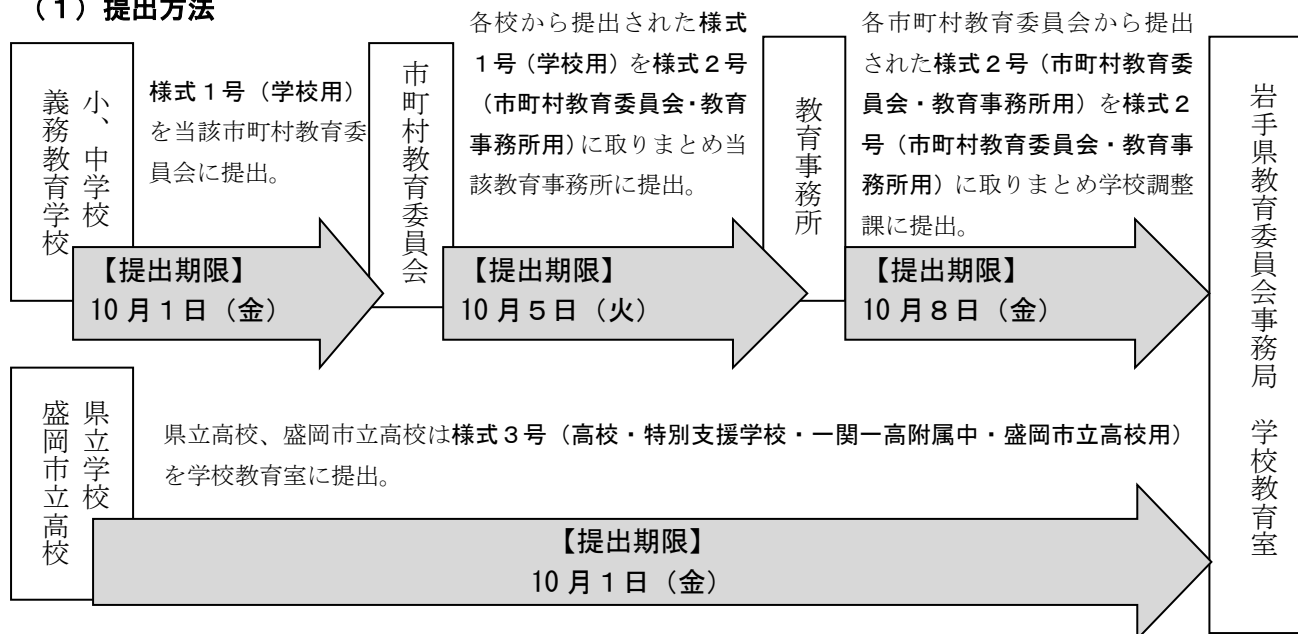 （１）提出方法
小、中学校
義務教育学校
様式１号（学校用）
を当該市町村教育委
員会に提出。
【提出期限】
10 月１日（金）
市町村教育委員会
各校から提出された様式
１号（学校用）を様式２号
（市町村教育委員会・教育
事務所用）に取りまとめ当
該教育事務所に提出。
【提出期限】
10 月５日（火）
教育事務所
各市町村教育委員会から提出
された様式２号（市町村教育委
員会・教育事務所用）を様式２
号（市町村教育委員会・教育事
務所用）に取りまとめ学校調整
課に提出。
【提出期限】
10 月８日（金）
岩手県教育委員会事務局　学校教育室
県立学校
盛岡市立高校
県立高校、盛岡市立高校は様式３号（高校・特別支援学校・一関一高附属中・盛岡市立高校用）
を学校教育室に提出。
【提出期限】
10 月１日（金）